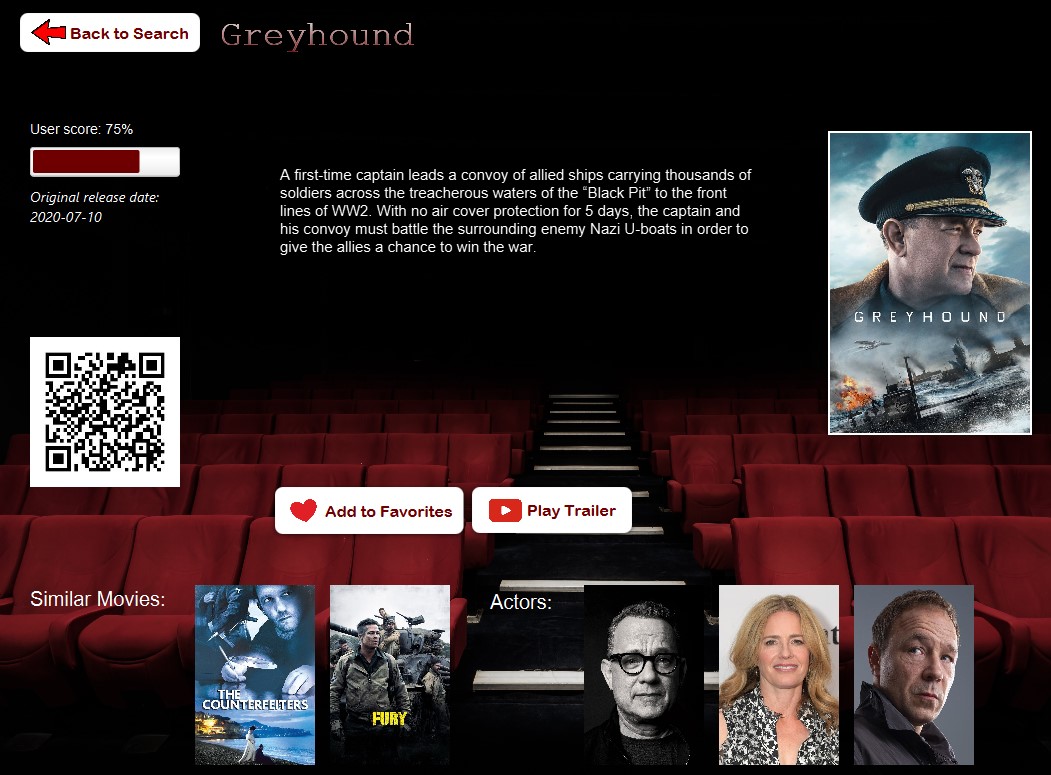 Back to Search
Greyhound
User score: 75%
Original release date:
2020-07-10
A first-time captain leads a convoy of allied ships carrying thousands of
soldiers across the treacherous waters of the “Black Pit” to the front
lines of WW2. With no air cover protection for 5 days, the captain and
his convoy must battle the surrounding enemy Nazi U-boats in order to
give the allies a chance to win the war.
GREYHOUND
Add to Favorites
Play Trailer
Similar Movies:
THE
COUNTERFEITERS
FURY
Actors: